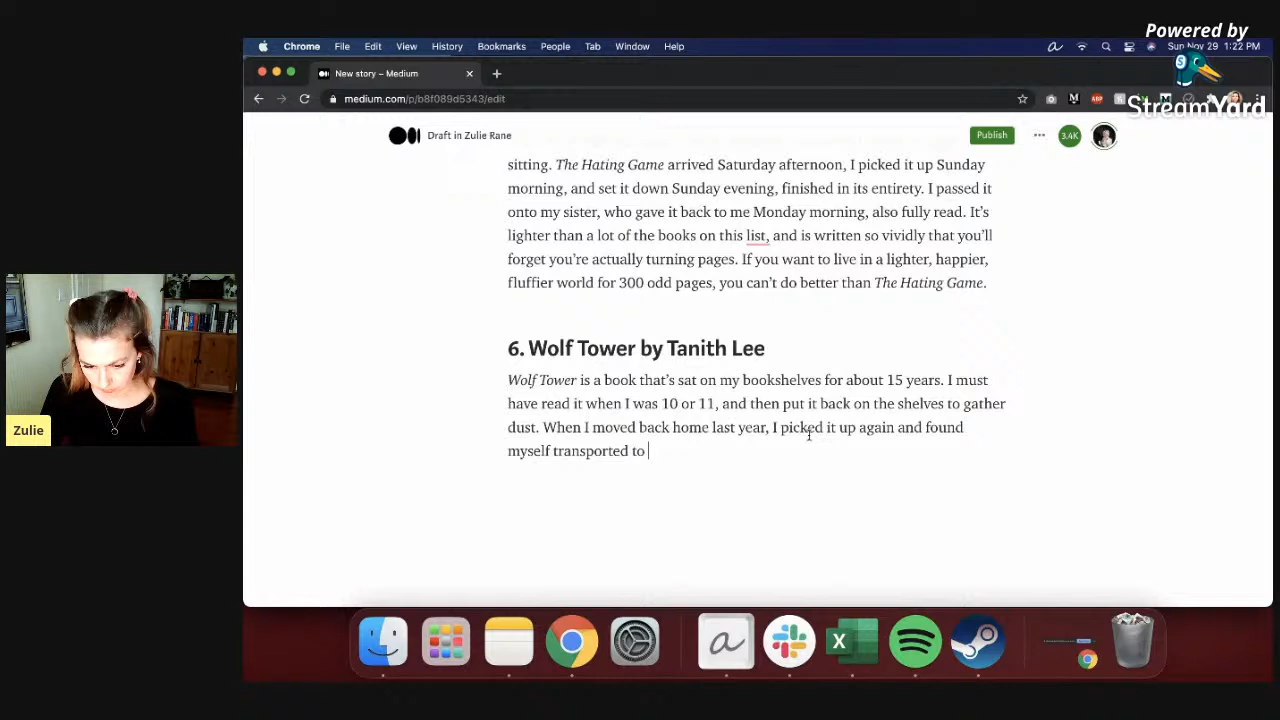 Powered by
StreamYard
Chrome File Edit View History Bookmarks People Tab Window Help
Sun Nov 29 1:22 PM
New story – Medium
medium.com/p/b8f089d5343/edit
Draft in Zulie Rane
Publish
3.4K
sitting. The Hating Game arrived Saturday afternoon, I picked it up Sunday
morning, and set it down Sunday evening, finished in its entirety. I passed it
onto my sister, who gave it back to me Monday morning, also fully read. It’s
lighter than a lot of the books on this list, and is written so vividly that you’ll
forget you’re actually turning pages. If you want to live in a lighter, happier,
fluffier world for 300 odd pages, you can’t do better than The Hating Game.
6. Wolf Tower by Tanith Lee
Wolf Tower is a book that’s sat on my bookshelves for about 15 years. I must
have read it when I was 10 or 11, and then put it back on the shelves to gather
dust. When I moved back home last year, I picked it up again and found
myself transported to
Zulie